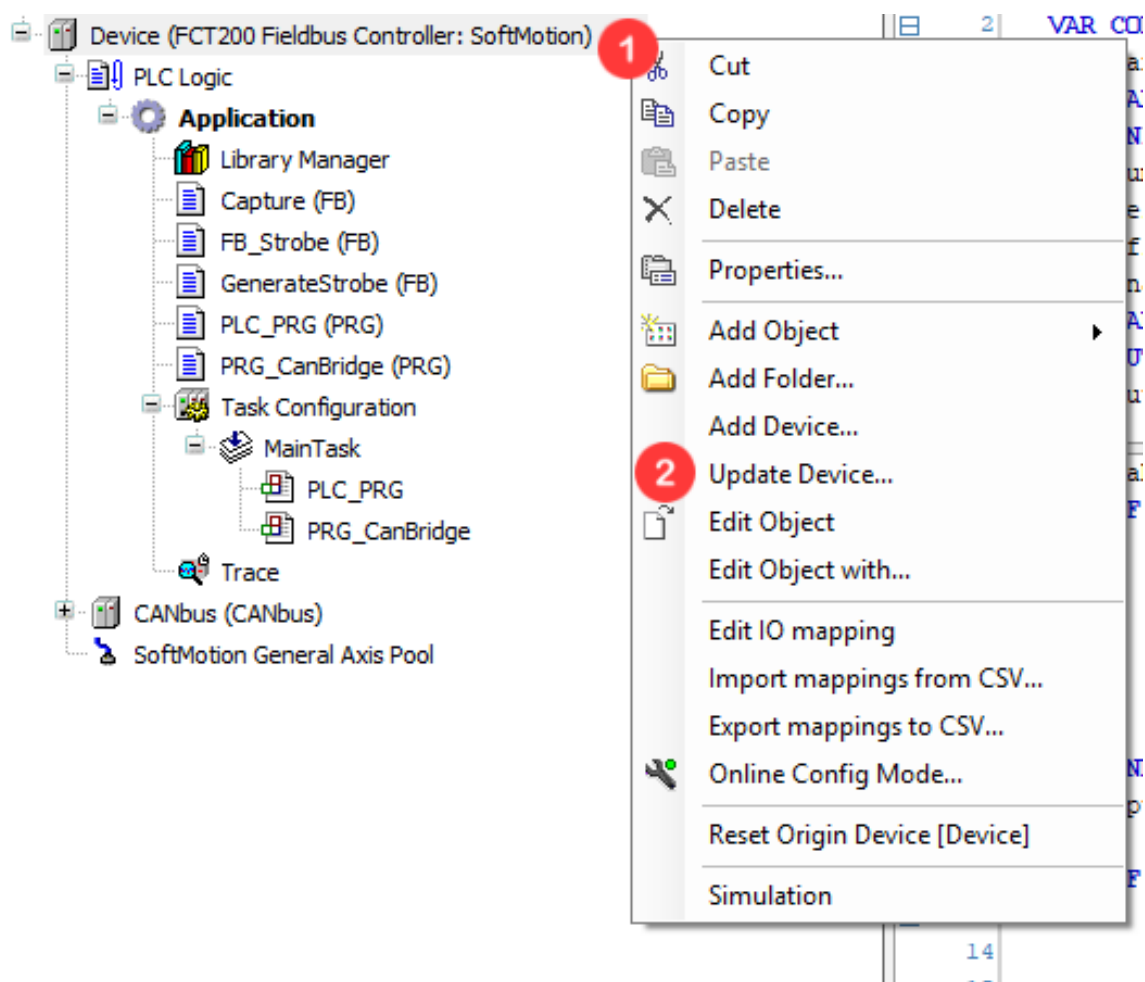 Device (FCT200 Fieldbus Controller: SoftMotion)
PLC Logic
Application
Library Manager
Capture (FB)
FB_Strobe (FB)
GenerateStrobe (FB)
PLC_PRG (PRG)
PRG_CanBridge (PRG)
Task Configuration
MainTask
PLC_PRG
PRG_CanBridge
Trace
CANbus (CANbus)
SoftMotion General Axis Pool
1
2
Cut
Copy
Paste
Delete
Properties...
Add Object
Add Folder...
Add Device...
Update Device...
Edit Object
Edit Object with...
Edit IO mapping
Import mappings from CSV...
Export mappings to CSV...
Online Config Mode...
Reset Origin Device [Device]
Simulation
2 VAR
14